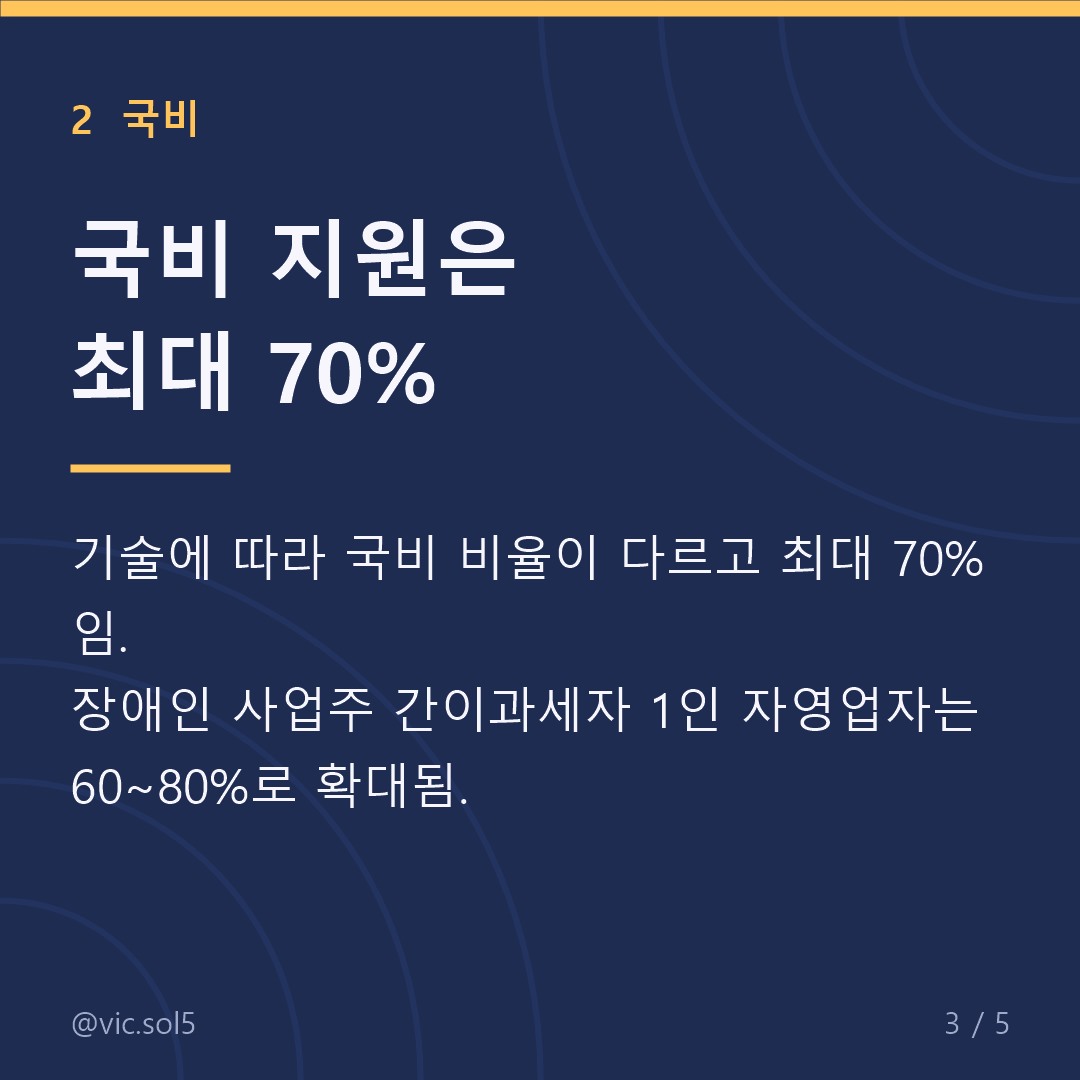 2 국비
국비 지원은
최대 70%
기술에 따라 국비 비율이 다르고 최대 70%
임.
장애인 사업주 간이과세자 1인 자영업자는
60~80%로 확대됨.
@vic.sol5
3 / 5